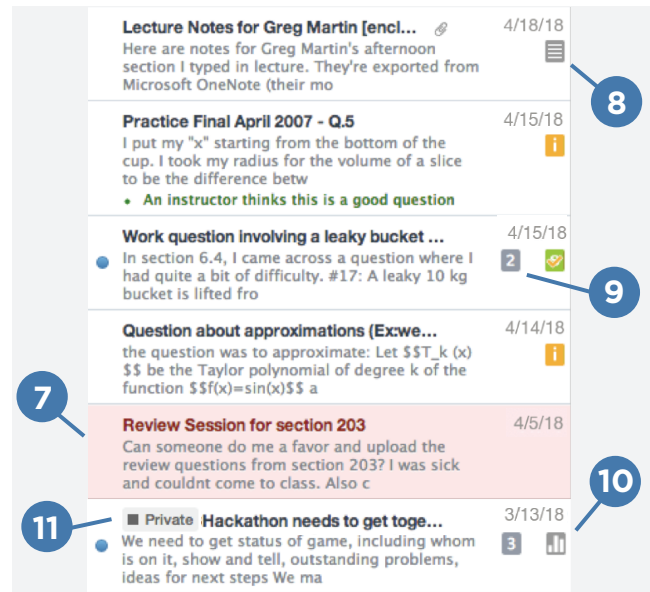 Lecture Notes for Greg Martin [encl...
4/18/18
Here are notes for Greg Martin's afternoon
section I typed in lecture. They're exported from
Microsoft OneNote (their mo
8
Practice Final April 2007 - Q.5
4/15/18
I put my "x" starting from the bottom of the
cup. I took my radius for the volume of a slice
to be the difference betw
i
• An instructor thinks this is a good question
Work question involving a leaky bucket ...
4/15/18
In section 6.4, I came across a question where I
had quite a bit of difficulty. #17: A leaky 10 kg
bucket is lifted fro
2
9
Question about approximations (Ex:we...
4/14/18
the question was to approximate: Let $$T_k (x)
$$ be the Taylor polynomial of degree k of the
function $$f(x)=sin(x)$$ a
i
7
Review Session for section 203
4/5/18
Can someone do me a favor and upload the
review questions from section 203? I was sick
and couldnt come to class. Also c
10
11
Private Hackathon needs to get toge...
3/13/18
We need to get status of game, including whom
is on it, show and tell, outstanding problems,
ideas for next steps We ma
3